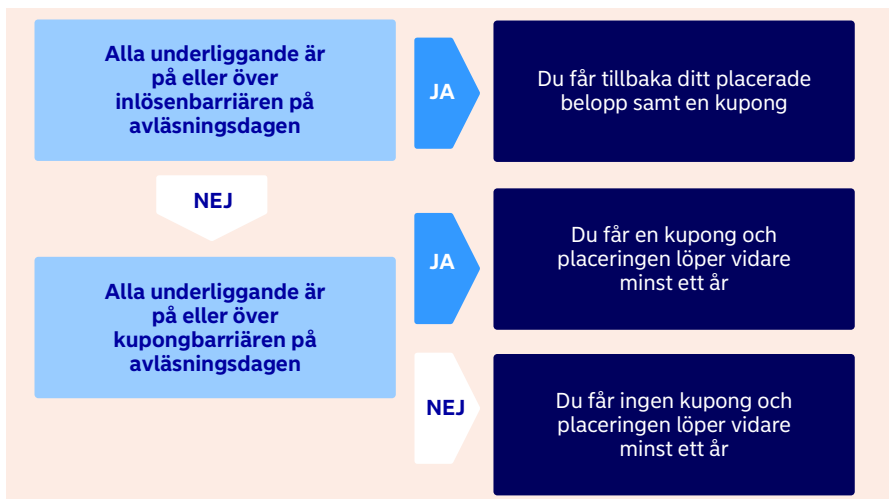 Alla underliggande är
på eller över
inlösenbarriären på
avläsningsdagen
JA
Du får tillbaka ditt placerade
belopp samt en kupong
NEJ
Alla underliggande är
på eller över
kupongbarriären på
avläsningsdagen
JA
Du får en kupong och
placeringen löper vidare
minst ett år
NEJ
Du får ingen kupong och
placeringen löper vidare
minst ett år